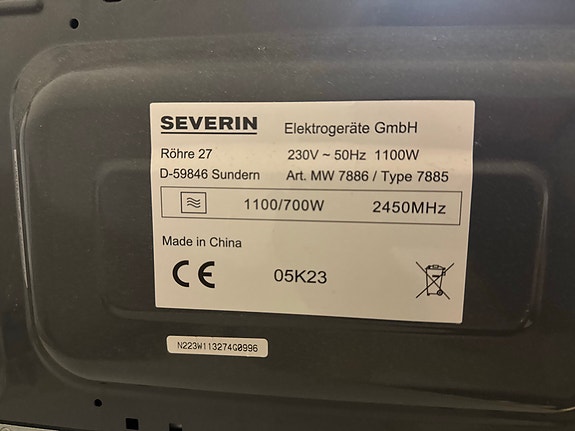 SEVERIN Elektrogeräte GmbH
Röhre 27 230V ~ 50Hz 1100W
D-59846 Sundern Art. MW 7886 / Type 7885
1100/700W 2450MHz
Made in China
CE 05K23
N223W113274G0996